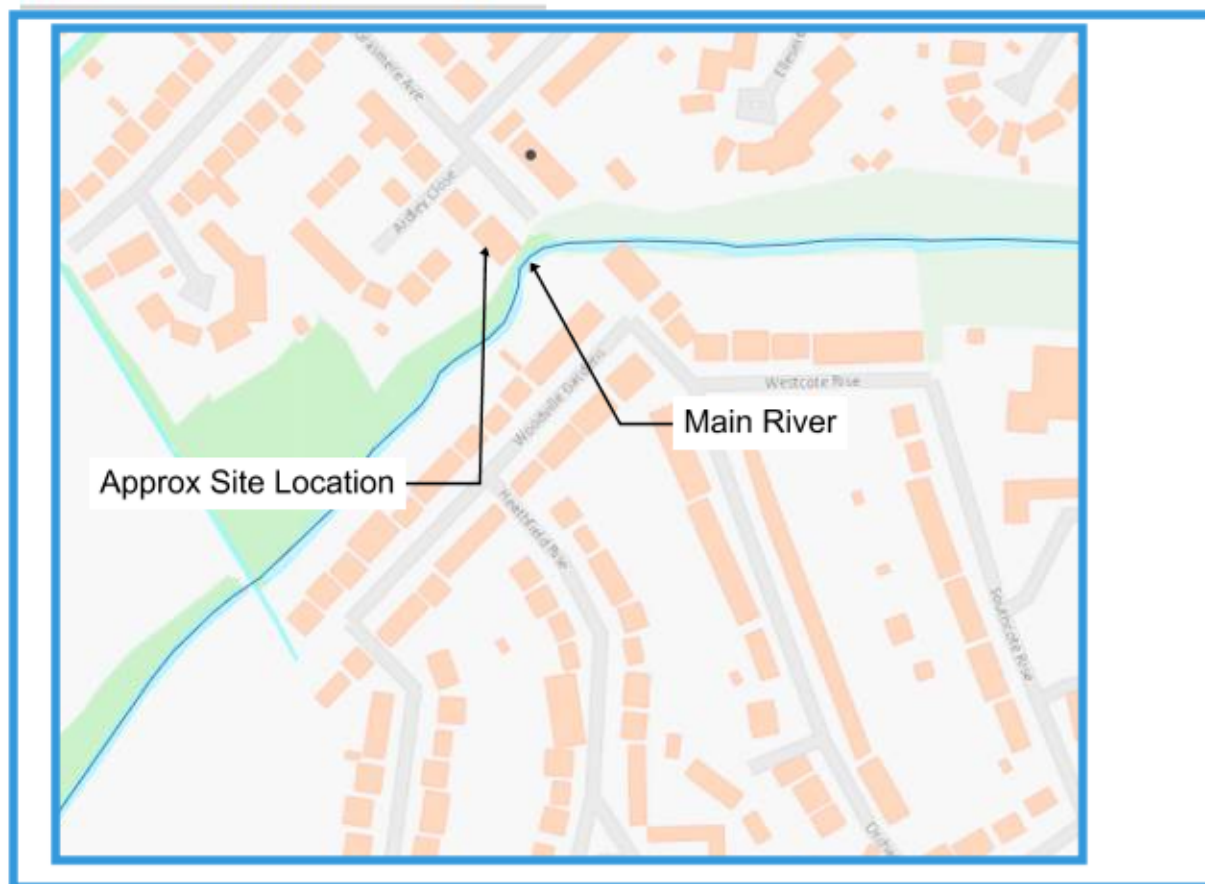 Grasmere Ave
Ardley Close
Woodville Gardens
Westcote Rise
Main River
Approx Site Location
Heathfield Rise
Southcote Rise